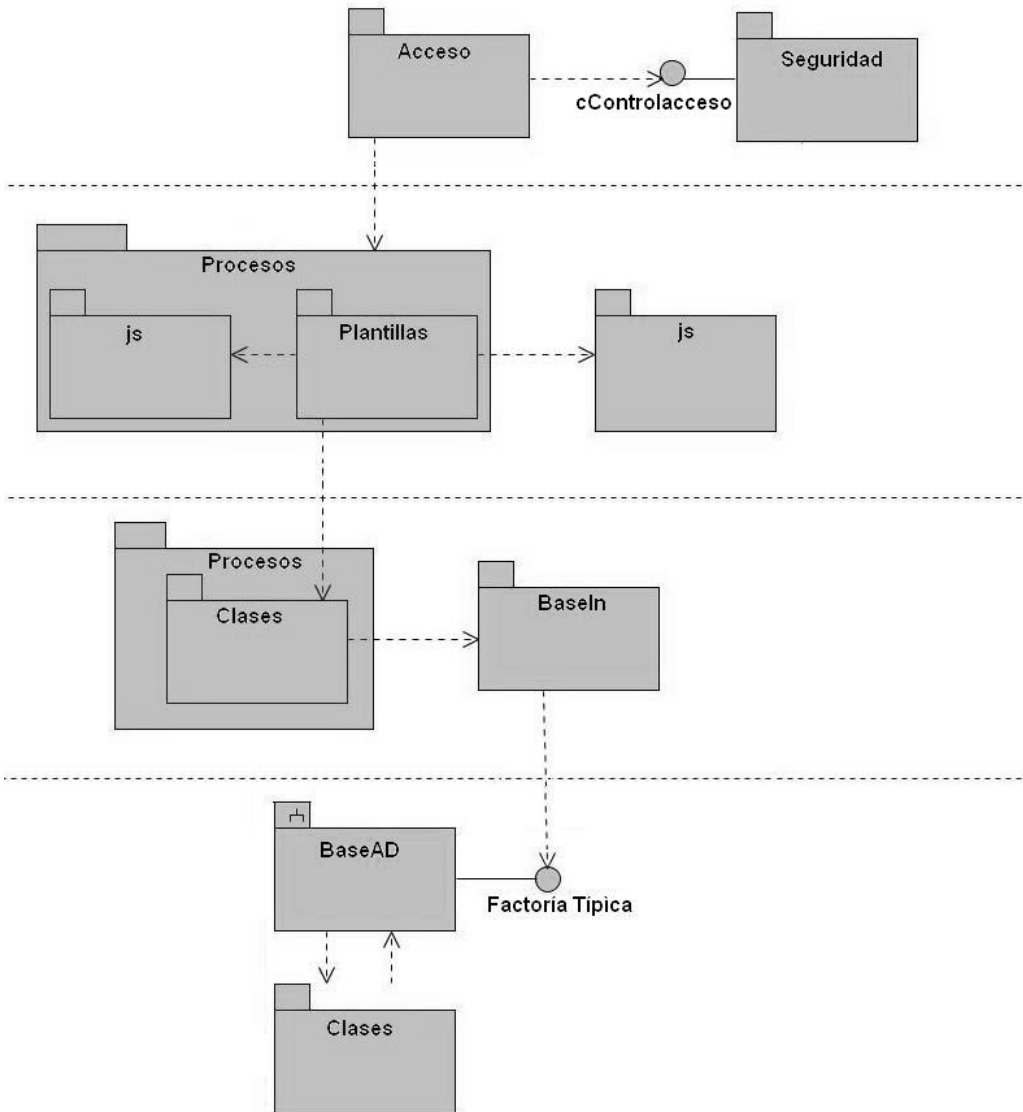 Acceso
Seguridad
cControlacceso
Procesos
js
Plantillas
js
Procesos
Clases
BaseIn
BaseAD
Factoría Típica
Clases